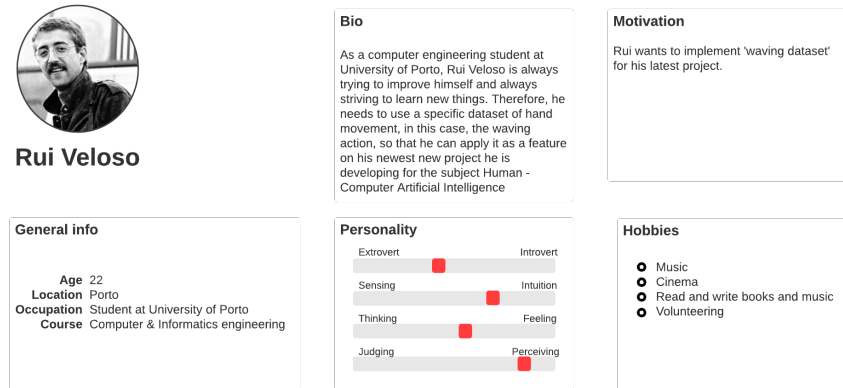 Rui Veloso
Bio
As a computer engineering student at
University of Porto, Rui Veloso is always
trying to improve himself and always
striving to learn new things. Therefore, he
needs to use a specific dataset of hand
movement, in this case, the waving
action, so that he can apply it as a feature
on his newest new project he is
developing for the subject Human -
Computer Artificial Intelligence
Motivation
Rui wants to implement 'waving dataset'
for his latest project.
General info
Age 22
Location Porto
Occupation Student at University of Porto
Course Computer & Informatics engineering
Personality
Extrovert Introvert
Sensing Intuition
Thinking Feeling
Judging Perceiving
Hobbies
Music
Cinema
Read and write books and music
Volunteering